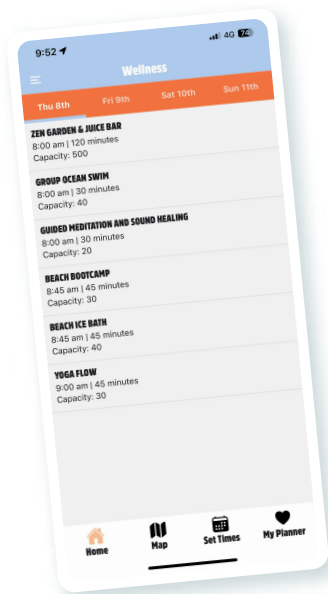 9:52
4G 74
Wellness
Thu 8th Fri 9th Sat 10th Sun 11th
ZEN GARDEN & JUICE BAR
8:00 am | 120 minutes
Capacity: 500
GROUP OCEAN SWIM
8:00 am | 30 minutes
Capacity: 40
GUIDED MEDITATION AND SOUND HEALING
8:00 am | 30 minutes
Capacity: 20
BEACH BOOTCAMP
8:45 am | 45 minutes
Capacity: 30
BEACH ICE BATH
8:45 am | 45 minutes
Capacity: 40
YOGA FLOW
9:00 am | 45 minutes
Capacity: 30
Home Map Set Times My Planner